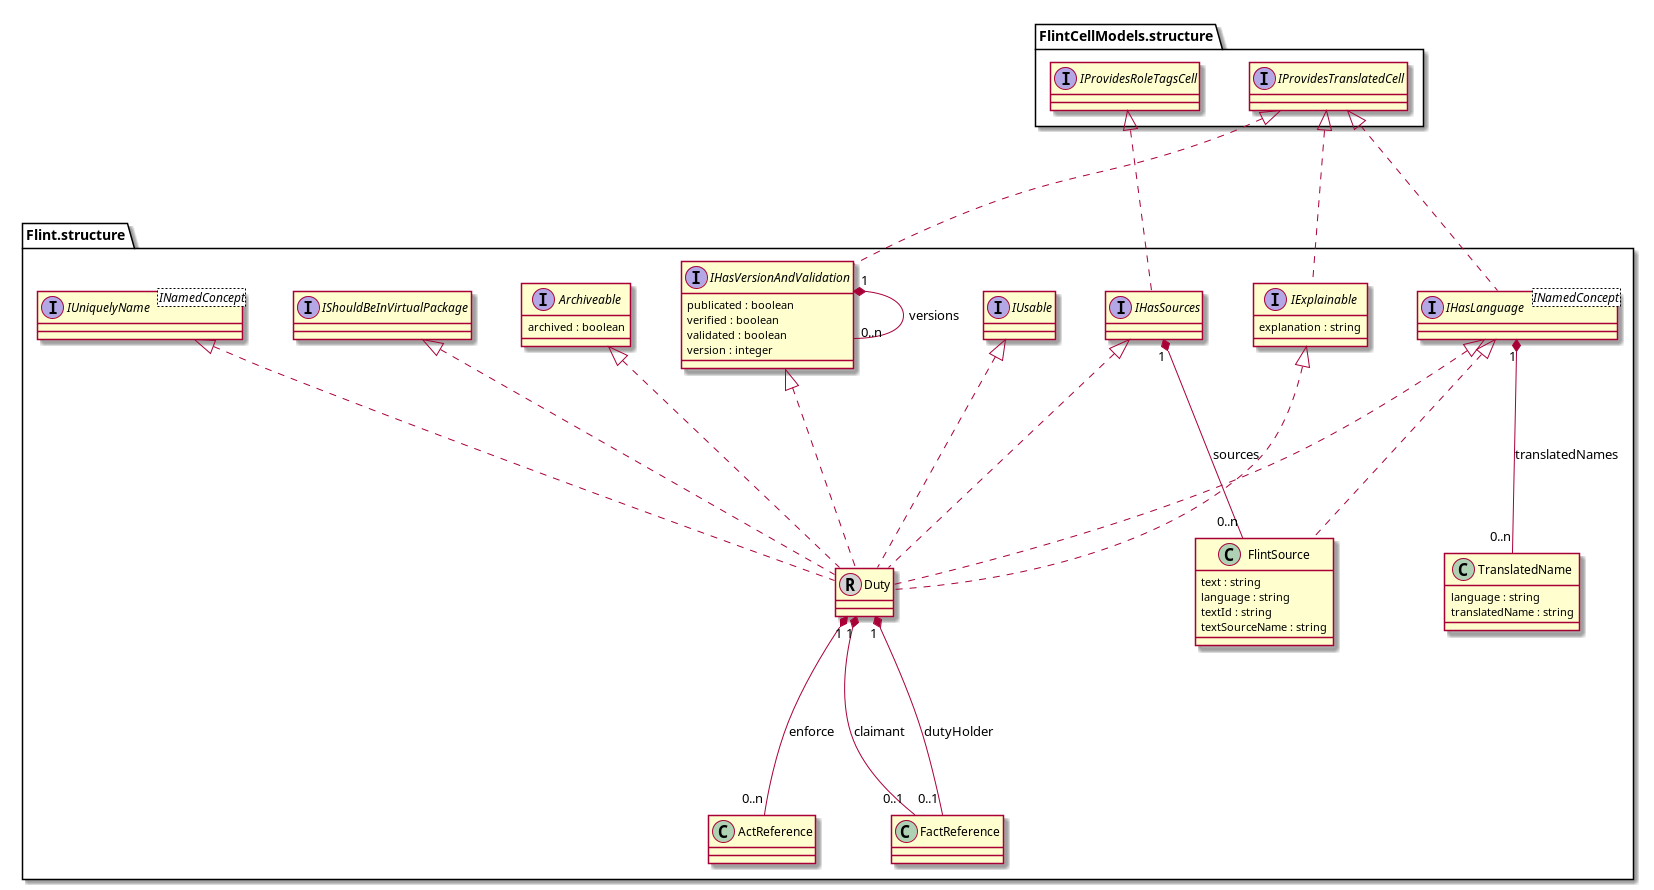 FlintCellModels.structure
I IProvidesRoleTagsCell
I IProvidesTranslatedCell
Flint.structure
I IUniquelyName INamedConcept
I IShouldBeInVirtualPackage
I Archiveable
archived : boolean
I IHasVersionAndValidation
publicated : boolean
verified : boolean
validated : boolean
version : integer
1
versions
0..n
I IUsable
I IHasSources
I IExplainable
explanation : string
I IHasLanguage INamedConcept
1
1
sources
translatedNames
0..n
0..n
R Duty
C FlintSource
text : string
language : string
textId : string
textSourceName : string
C TranslatedName
language : string
translatedName : string
1
1
1
enforce
claimant
dutyHolder
0..n
0..1
0..1
C ActReference
C FactReference